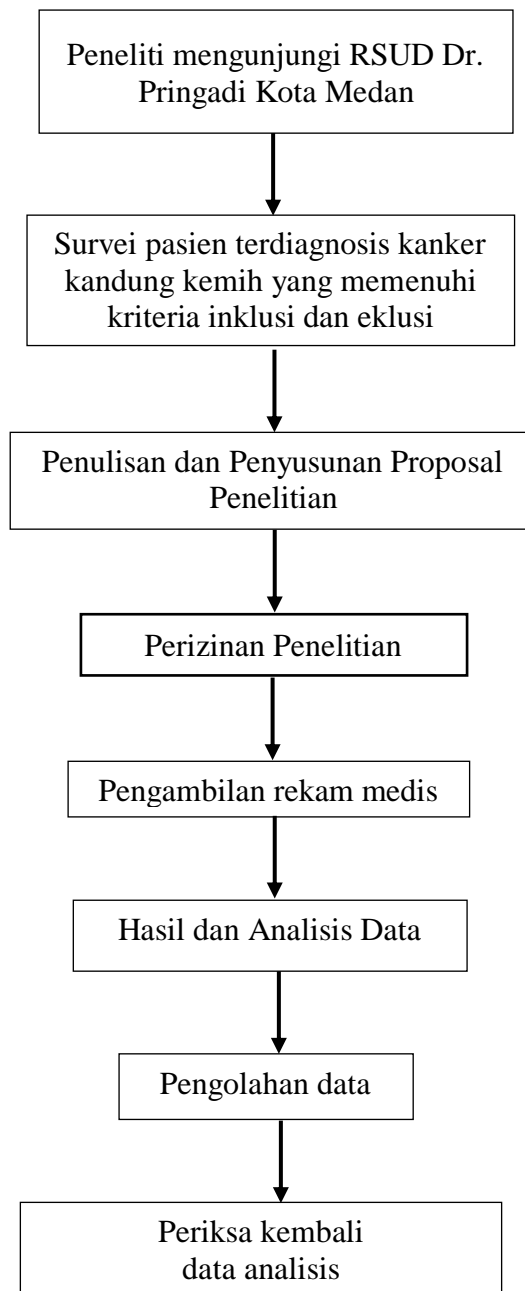 Peneliti mengunjungi RSUD Dr.
Pringadi Kota Medan
Survei pasien terdiagnosis kanker
kandung kemih yang memenuhi
kriteria inklusi dan eklusi
Penulisan dan Penyusunan Proposal
Penelitian
Perizinan Penelitian
Pengambilan rekam medis
Hasil dan Analisis Data
Pengolahan data
Periksa kembali
data analisis